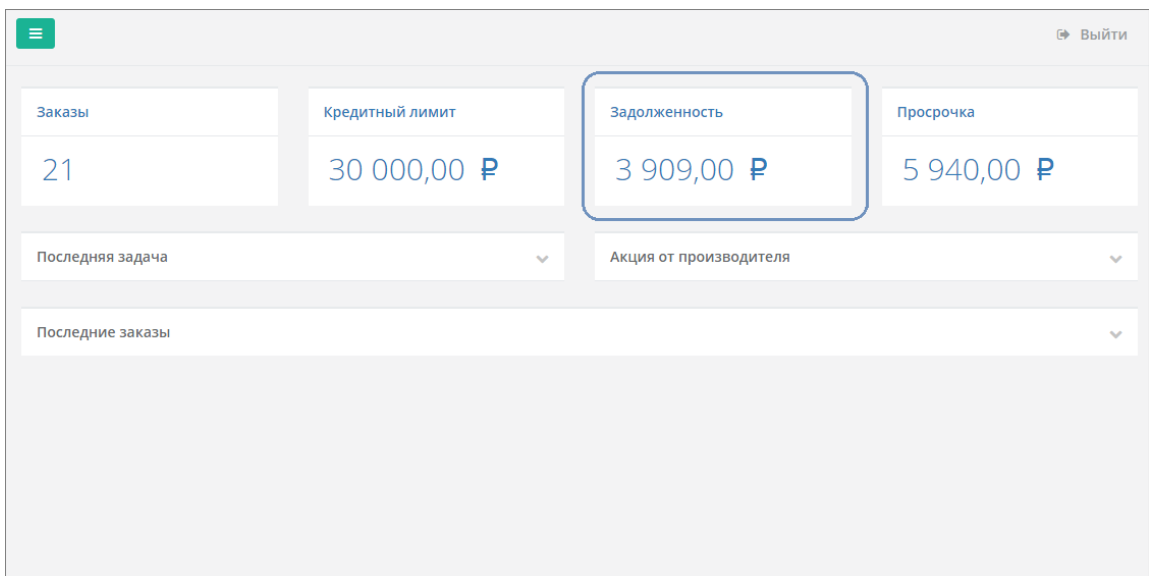 Выйти
Заказы
Кредитный лимит
Задолженность
Просрочка
21
30 000,00 ₽
3 909,00 ₽
5 940,00 ₽
Последняя задача
Акция от производителя
Последние заказы